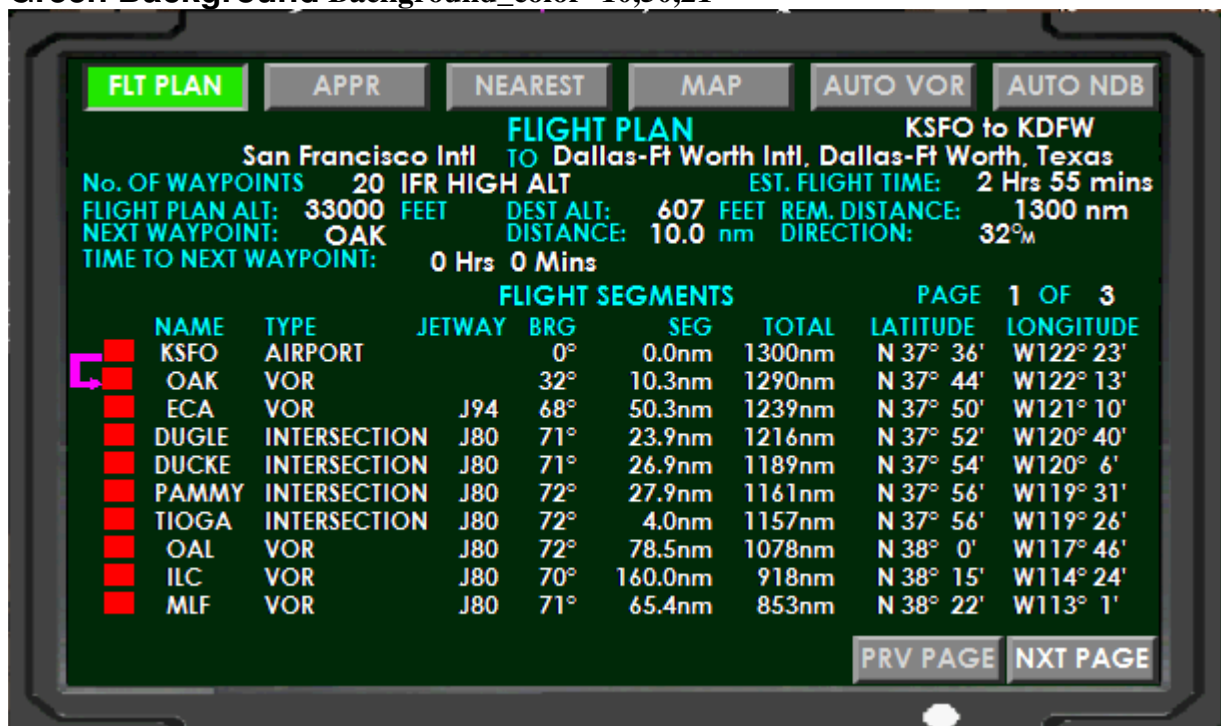 FLT PLAN APPR NEAREST MAP AUTO VOR AUTO NDB
FLIGHT PLAN KSFO to KDFW
San Francisco Intl TO Dallas-Ft Worth Intl, Dallas-Ft Worth, Texas
No. OF WAYPOINTS 20 IFR HIGH ALT EST. FLIGHT TIME: 2 Hrs 55 mins
FLIGHT PLAN ALT: 33000 FEET DEST ALT: 607 FEET REM. DISTANCE: 1300 nm
NEXT WAYPOINT: OAK DISTANCE: 10.0 nm DIRECTION: 32°M
TIME TO NEXT WAYPOINT: 0 Hrs 0 Mins
FLIGHT SEGMENTS PAGE 1 OF 3
NAME TYPE JETWAY BRG SEG TOTAL LATITUDE LONGITUDE
KSFO AIRPORT 0° 0.0nm 1300nm N 37° 36' W122° 23'
OAK VOR 32° 10.3nm 1290nm N 37° 44' W122° 13'
ECA VOR J94 68° 50.3nm 1239nm N 37° 50' W121° 10'
DUGLE INTERSECTION J80 71° 23.9nm 1216nm N 37° 52' W120° 40'
DUCKE INTERSECTION J80 71° 26.9nm 1189nm N 37° 54' W120° 6'
PAMMY INTERSECTION J80 72° 27.9nm 1161nm N 37° 56' W119° 31'
TIOGA INTERSECTION J80 72° 4.0nm 1157nm N 37° 56' W119° 26'
OAL VOR J80 72° 78.5nm 1078nm N 38° 0' W117° 46'
ILC VOR J80 70° 160.0nm 918nm N 38° 15' W114° 24'
MLF VOR J80 71° 65.4nm 853nm N 38° 22' W113° 1'
PRV PAGE NXT PAGE